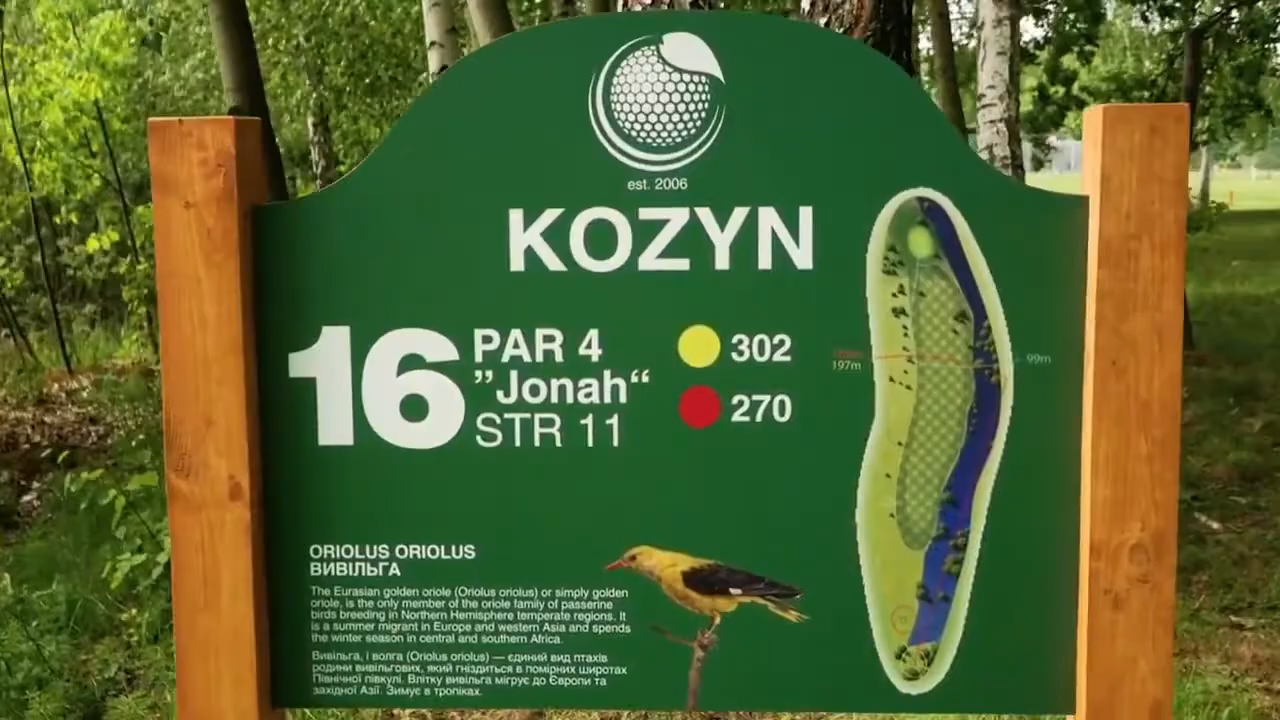 est. 2006
KOZYN
16
PAR 4
”Jonah“
STR 11
302
270
197m
99m
ORIOLUS ORIOLUS
ВИВІЛЬГА
The Eurasian golden oriole (Oriolus oriolus) or simply golden
oriole, is the only member of the oriole family of passerine
birds breeding in Northern Hemisphere temperate regions. It
is a summer migrant in Europe and western Asia and spends
the winter season in central and southern Africa.
Вивільга, і волга (Oriolus oriolus) — єдиний вид птахів
родини вивільгових, який гніздиться в помірних широтах
Північної півкулі. Влітку вивільга мігрує до Європи та
західної Азії. Зимує в тропіках.